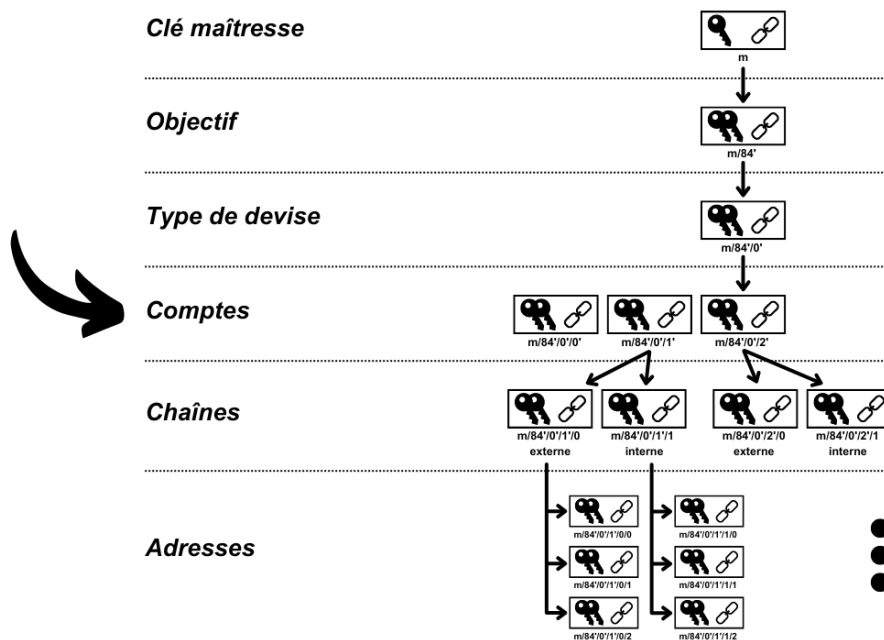 Clé maîtresse
m
Objectif
m/84'
Type de devise
m/84'/0'
Comptes
m/84'/0'/0' m/84'/0'/1' m/84'/0'/2'
Chaînes
m/84'/0'/1'/0 m/84'/0'/1'/1 m/84'/0'/2'/0 m/84'/0'/2'/1
externe interne externe interne
Adresses
m/84'/0'/1'/0/0 m/84'/0'/1'/1/0
m/84'/0'/1'/0/1 m/84'/0'/1'/1/1
m/84'/0'/1'/0/2 m/84'/0'/1'/1/2